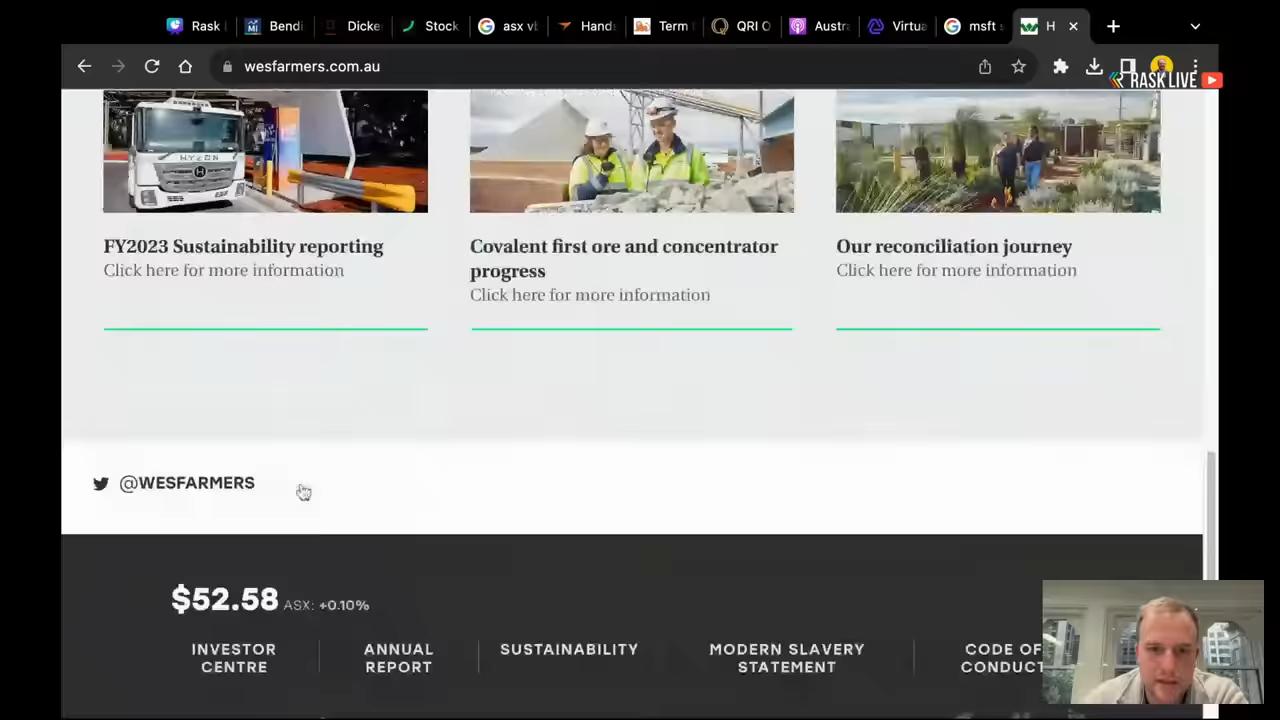 Rask
Bendi
Dicke
Stock
asx vb
Hands
Term
QRI O
Austra
Virtua
msft s
H
wesfarmers.com.au
RASK LIVE
HYZON
FY2023 Sustainability reporting
Click here for more information
Covalent first ore and concentrator
progress
Click here for more information
Our reconciliation journey
Click here for more information
@WESFARMERS
$52.58 ASX: +0.10%
INVESTOR
CENTRE
ANNUAL
REPORT
SUSTAINABILITY
MODERN SLAVERY
STATEMENT
CODE OF
CONDUCT